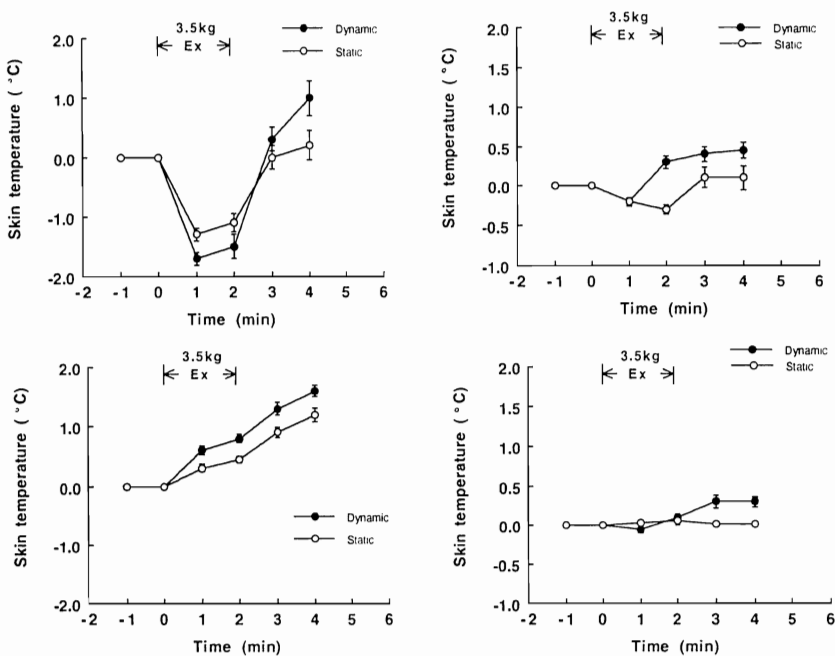 3.5kg
Ex
Dynamic
Static
Skin temperature ( °C)
2.0
1.0
0.0
-1.0
-2.0
-2 -1 0 1 2 3 4 5 6
Time (min)
3.5kg
Ex
Dynamic
Static
Skin temperature ( °C)
2.0
1.5
1.0
0.5
0.0
-0.5
-1.0
-2 -1 0 1 2 3 4 5 6
Time (min)
3.5kg
Ex
Skin temperature ( °C)
2.0
1.0
0.0
-1.0
-2.0
Dynamic
Static
-2 -1 0 1 2 3 4 5 6
Time (min)
3.5kg
Ex
Dynamic
Static
Skin temperature ( °C)
2.0
1.5
1.0
0.5
0.0
-0.5
-1.0
-2 -1 0 1 2 3 4 5 6
Time (min)